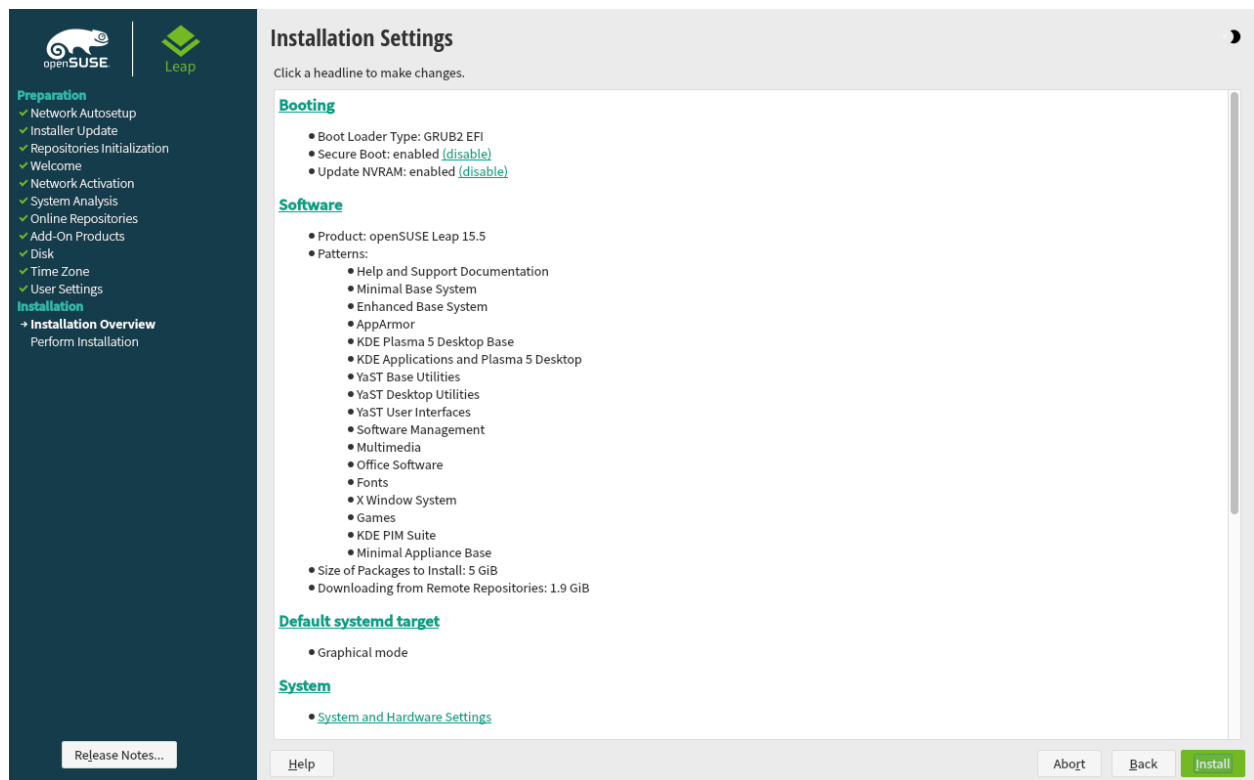 openSUSE
Leap
Preparation
Network Autosetup
Installer Update
Repositories Initialization
Welcome
Network Activation
System Analysis
Online Repositories
Add-On Products
Disk
Time Zone
User Settings
Installation
Installation Overview
Perform Installation
Release Notes...
Installation Settings
Click a headline to make changes.
Booting
Boot Loader Type: GRUB2 EFI
Secure Boot: enabled (disable)
Update NVRAM: enabled (disable)
Software
Product: openSUSE Leap 15.5
Patterns:
Help and Support Documentation
Minimal Base System
Enhanced Base System
AppArmor
KDE Plasma 5 Desktop Base
KDE Applications and Plasma 5 Desktop
YaST Base Utilities
YaST Desktop Utilities
YaST User Interfaces
Software Management
Multimedia
Office Software
Fonts
X Window System
Games
KDE PIM Suite
Minimal Appliance Base
Size of Packages to Install: 5 GiB
Downloading from Remote Repositories: 1.9 GiB
Default systemd target
Graphical mode
System
System and Hardware Settings
Help
Abort
Back
Install